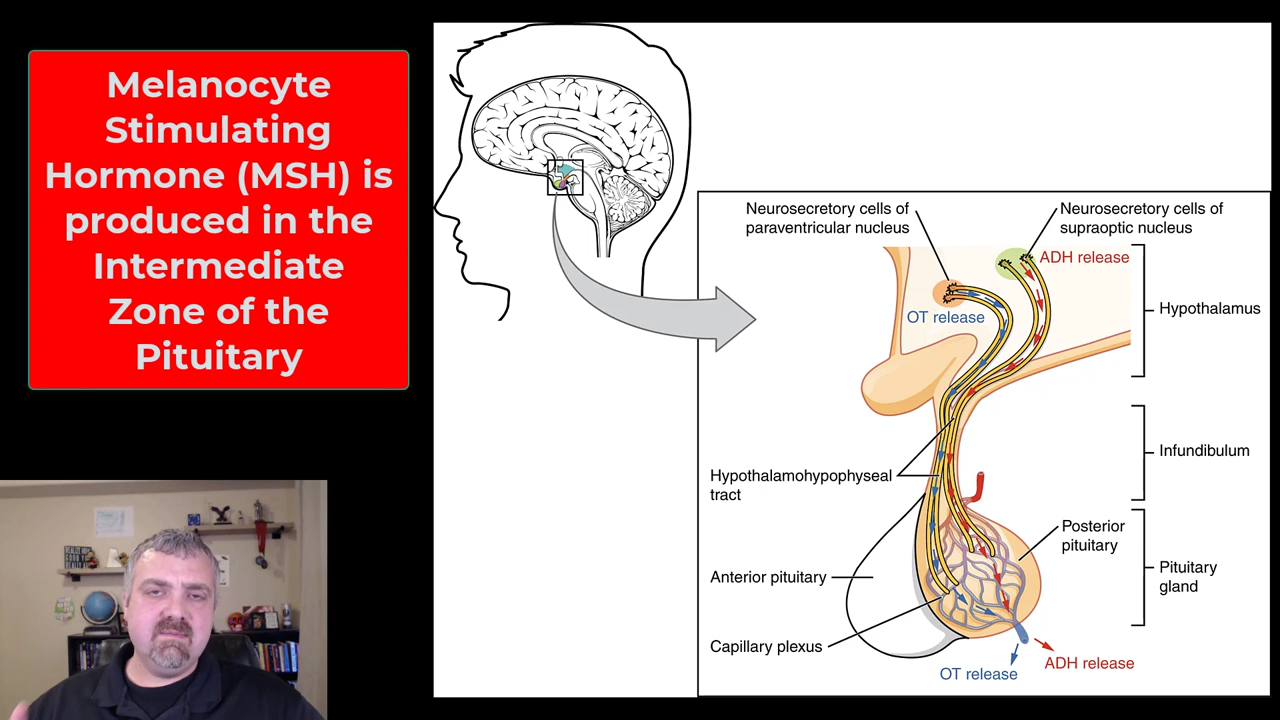 Melanocyte
Stimulating
Hormone (MSH) is
produced in the
Intermediate
Zone of the
Pituitary
Neurosecretory cells of
paraventricular nucleus
Neurosecretory cells of
supraoptic nucleus
ADH release
OT release
Hypothalamus
Infundibulum
Hypothalamohypophyseal
tract
Posterior
pituitary
Pituitary
gland
Anterior pituitary
Capillary plexus
OT release
ADH release